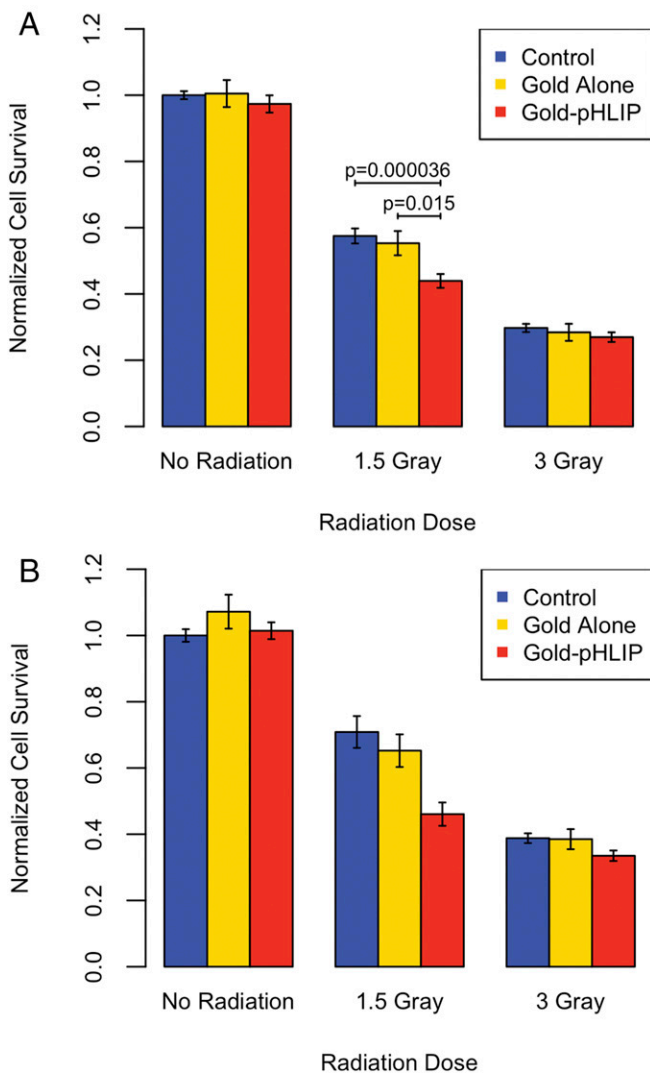 A
Normalized Cell Survival
1.2
1.0
0.8
0.6
0.4
0.2
0.0
Control
Gold Alone
Gold-pHLIP
p=0.000036
p=0.015
No Radiation
1.5 Gray
3 Gray
Radiation Dose
B
Normalized Cell Survival
1.2
1.0
0.8
0.6
0.4
0.2
0.0
Control
Gold Alone
Gold-pHLIP
No Radiation
1.5 Gray
3 Gray
Radiation Dose